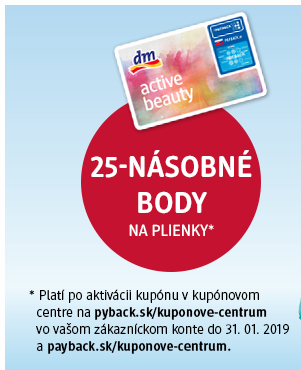 dm
active
beauty
25-NÁSOBNÉ
BODY
NA PLIENKY*
* Platí po aktivácii kupónu v kupónovom
centre na pyback.sk/kuponove-centrum
vo vašom zákazníckom konte do 31. 01. 2019
a payback.sk/kuponove-centrum.